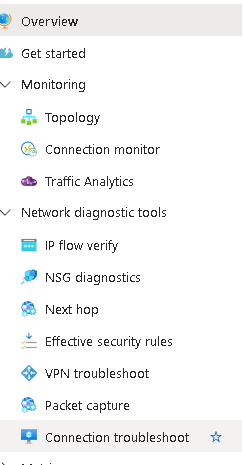 Overview
Get started
Monitoring
Topology
Connection monitor
Traffic Analytics
Network diagnostic tools
IP flow verify
NSG diagnostics
Next hop
Effective security rules
VPN troubleshoot
Packet capture
Connection troubleshoot